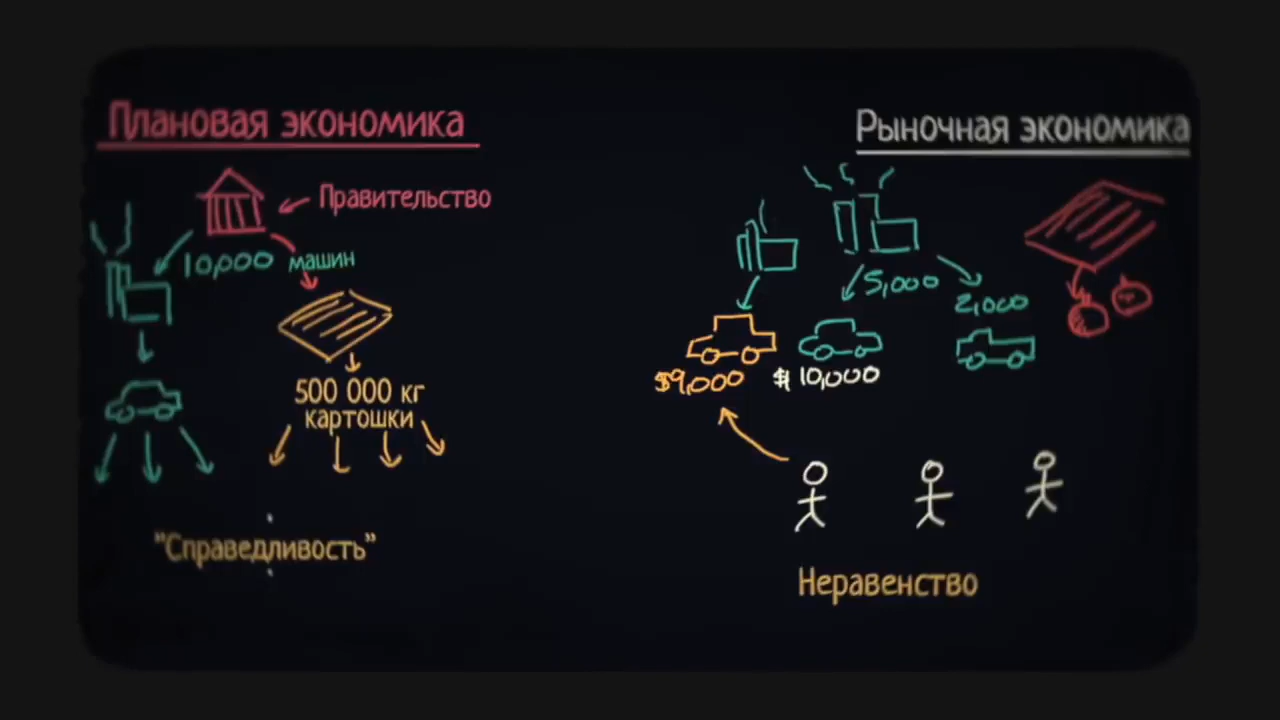 Плановая экономика
Правительство
10,000 машин
500 000 кг
картошки
"Справедливость"
Рыночная экономика
5,000
2,000
$9,000
$10,000
Неравенство